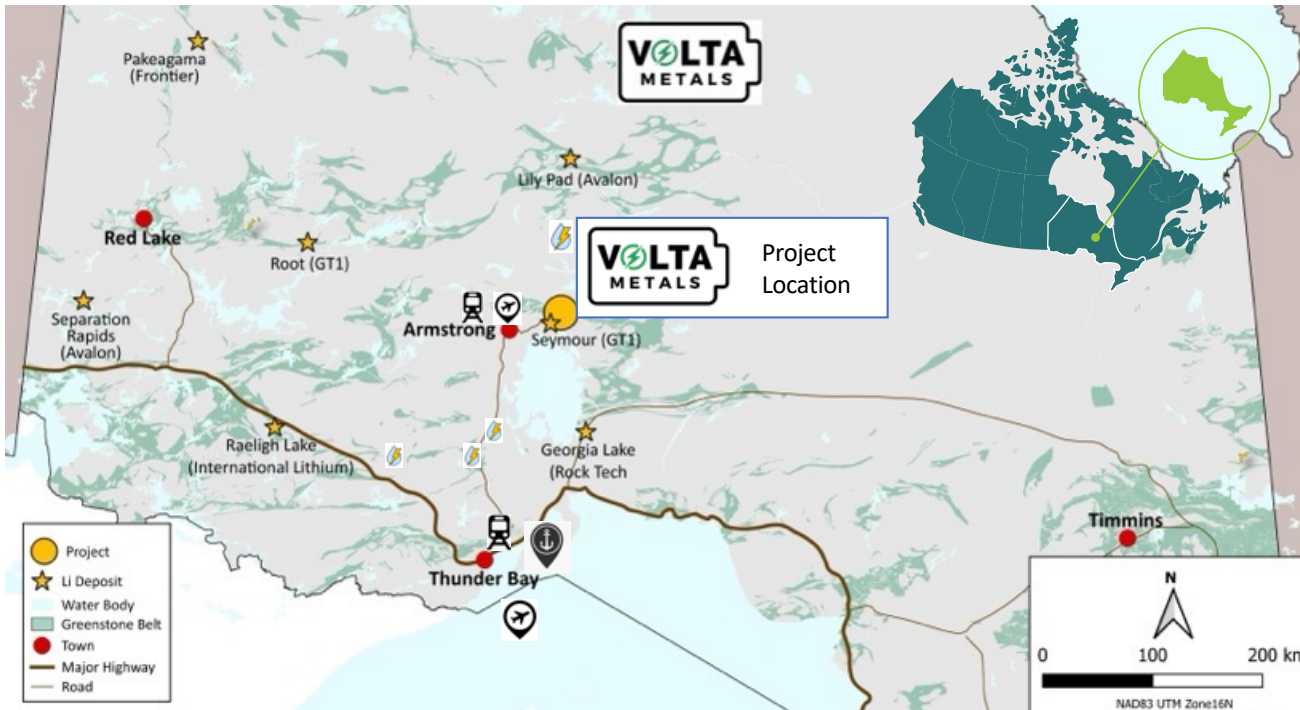 Pakeagama
(Frontier)
VOLTA
METALS
Lily Pad (Avalon)
Red Lake
Root (GT1)
VOLTA
METALS
Project
Location
Separation
Rapids
(Avalon)
Armstrong
Seymour (GT1)
Raeligh Lake
(International Lithium)
Georgia Lake
(Rock Tech
Timmins
Thunder Bay
Project
Li Deposit
Water Body
Greenstone Belt
Town
Major Highway
Road
N
0 100 200 km
NAD83 UTM Zone16N